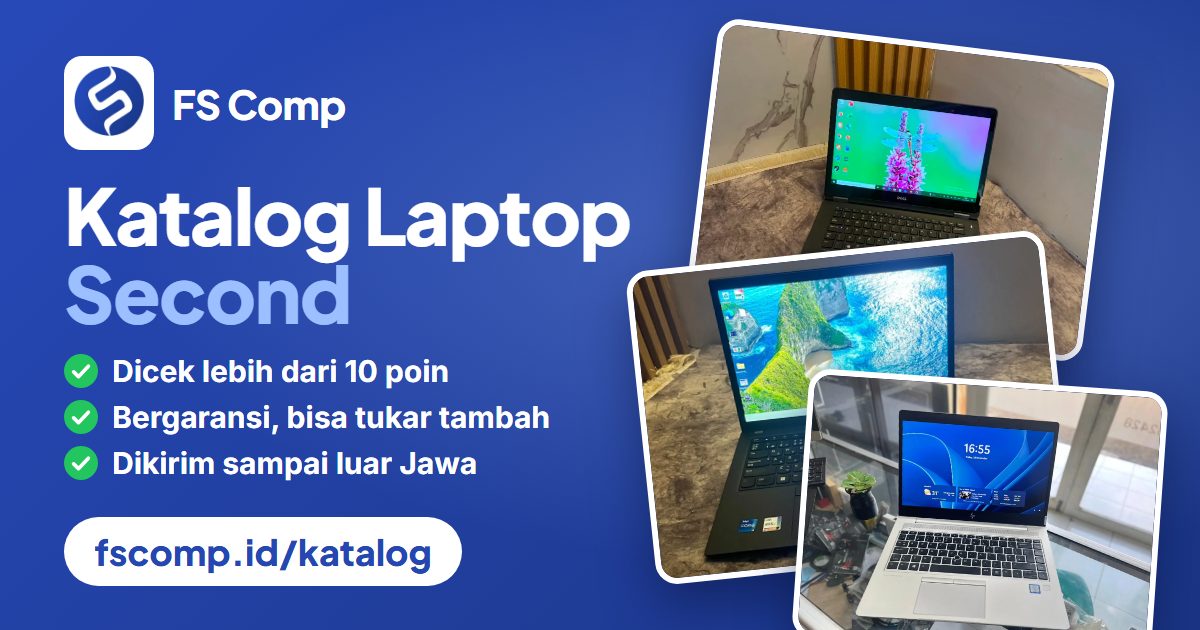 FS Comp
Katalog Laptop
Second
Dicek lebih dari 10 poin
Bergaransi, bisa tukar tambah
Dikirim sampai luar Jawa
fscomp.id/katalog
DELL
16:55